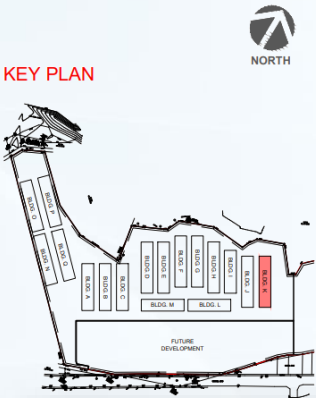 NORTH
KEY PLAN
BLDG. O
BLDG. P
BLDG. N
BLDG. Q
BLDG. A
BLDG. B
BLDG. C
BLDG. D
BLDG. E
BLDG. F
BLDG. G
BLDG. H
BLDG. I
BLDG. J
BLDG. K
BLDG. M
BLDG. L
FUTURE
DEVELOPMENT